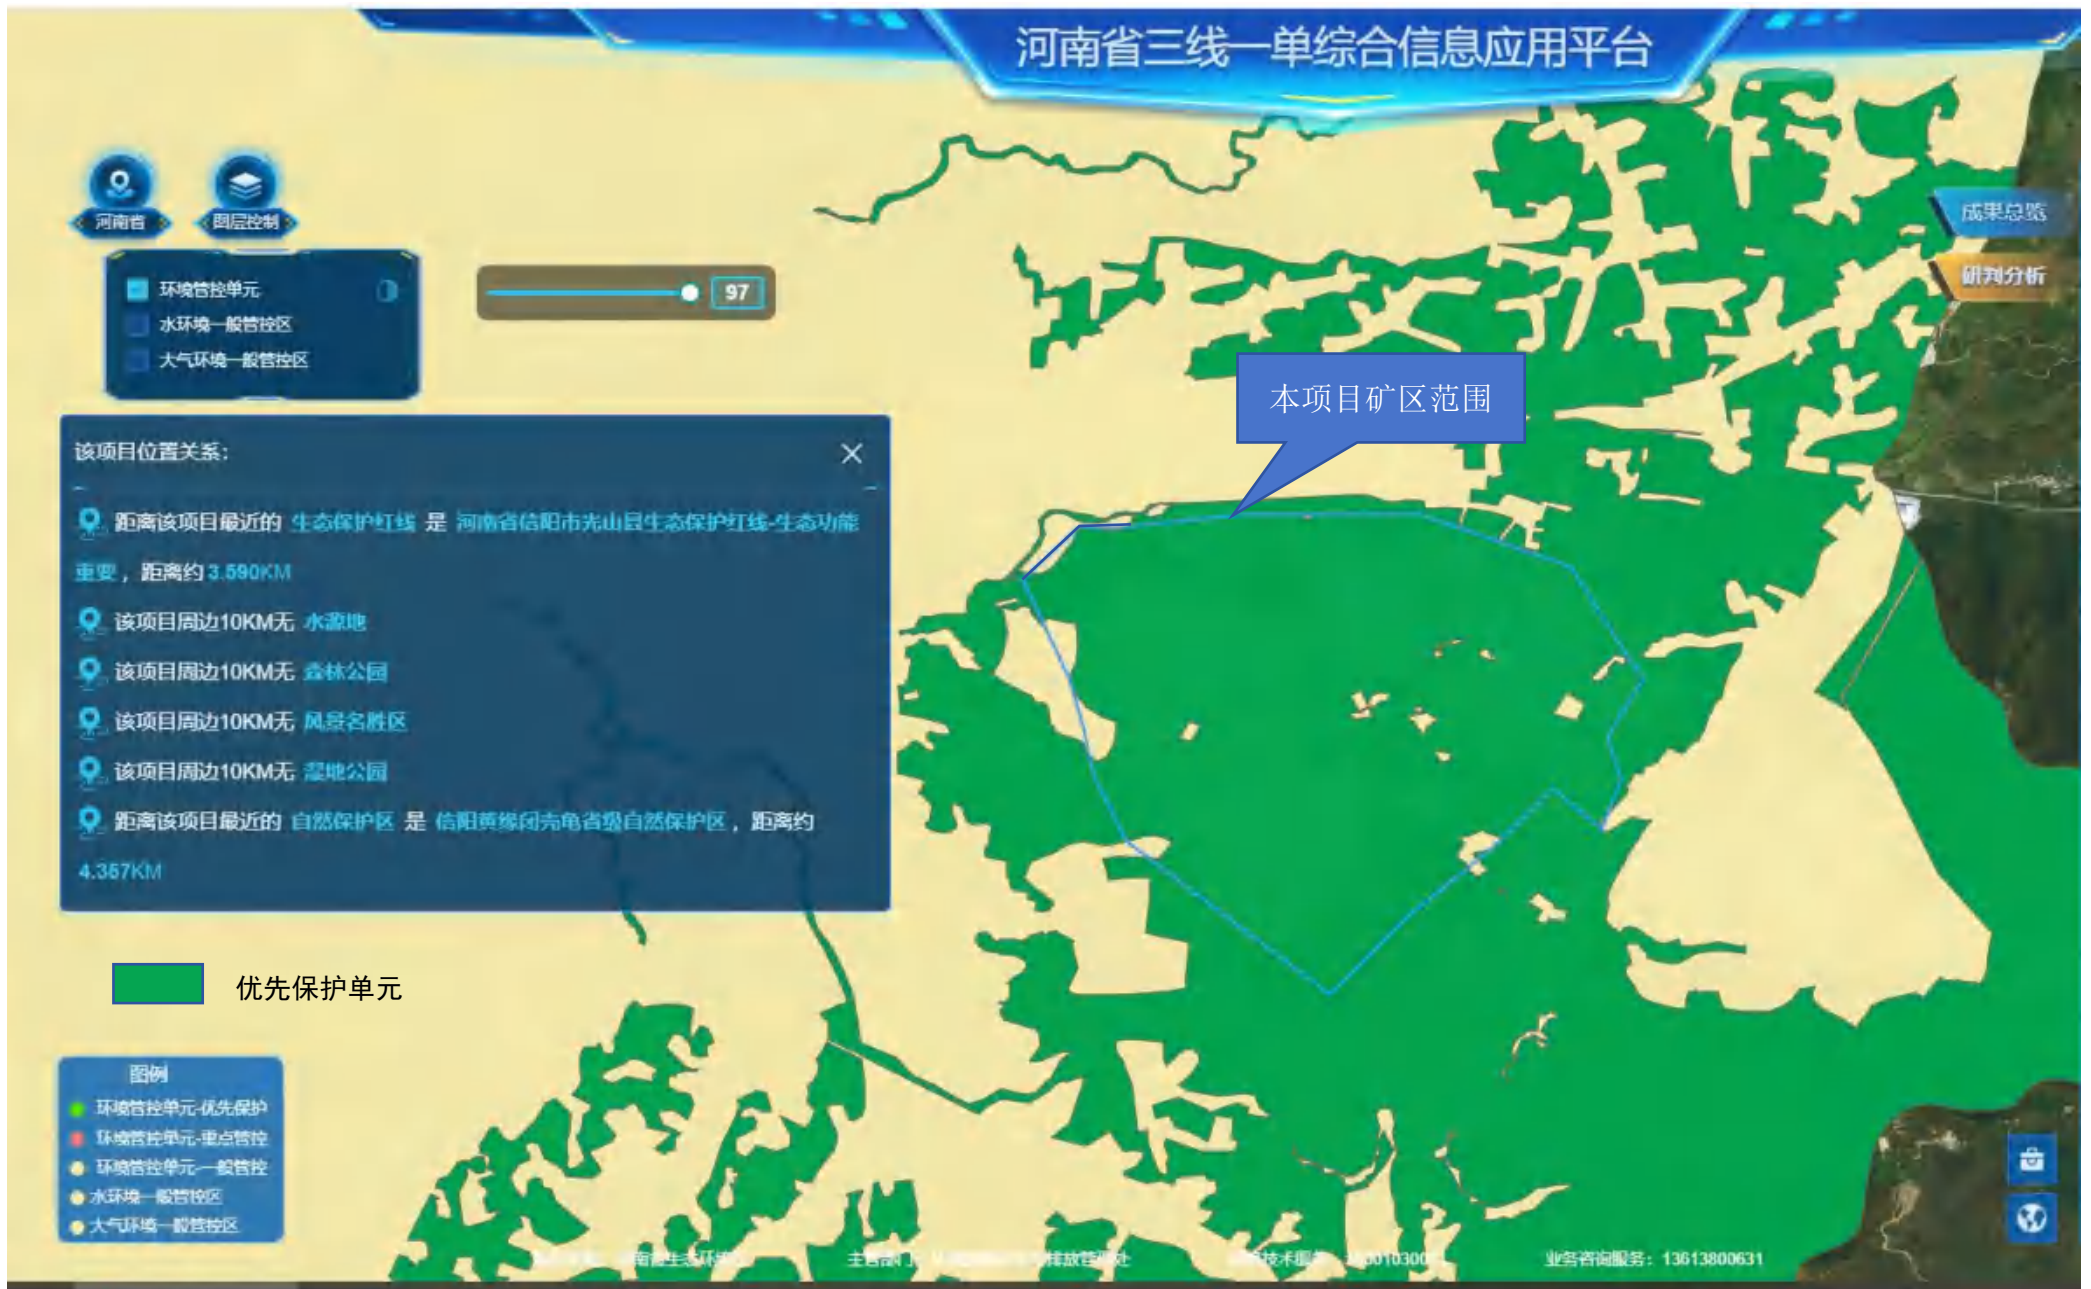 河南省三线一单综合信息应用平台
河南省
图层控制
成果总览
研判分析
环境管控单元
水环境一般管控区
大气环境一般管控区
97
本项目矿区范围
该项目位置关系：
距离该项目最近的 生态保护红线 是 河南省信阳市光山县生态保护红线-生态功能
重要，距离约 3.590KM
该项目周边10KM无 水源地
该项目周边10KM无 森林公园
该项目周边10KM无 风景名胜区
该项目周边10KM无 湿地公园
距离该项目最近的 自然保护区 是 信阳黄缘闭壳龟省级自然保护区，距离约
4.357KM
优先保护单元
图例
环境管控单元-优先保护
环境管控单元-重点管控
环境管控单元-一般管控
水环境一般管控区
大气环境一般管控区
业务咨询服务：13613800631